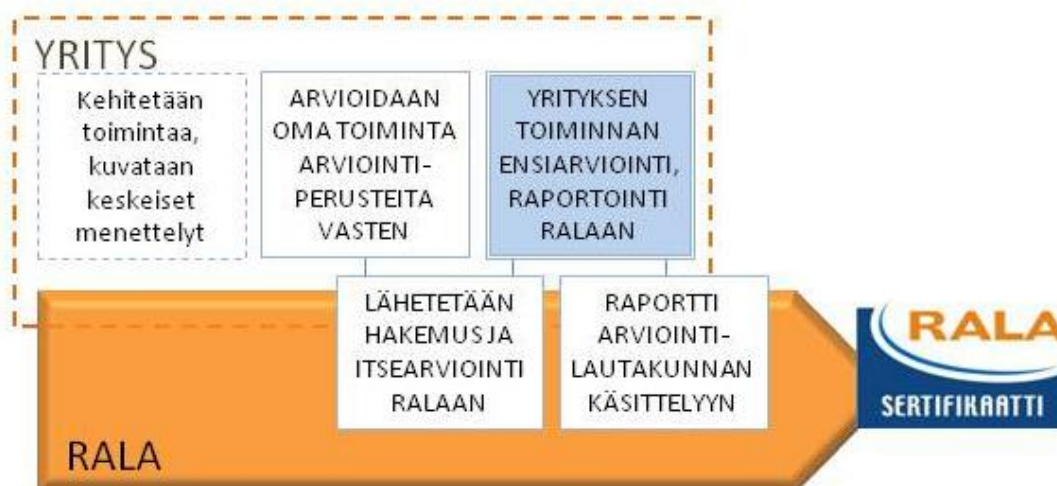 YRITYS
Kehitetään
toimintaa,
kuvataan
keskeiset
menettelyt
ARVIOIDAAN
OMA TOIMINTA
ARVIOINTI-
PERUSTEITA
VASTEN
YRITYKSEN
TOIMINNAN
ENSIARVIOINTI,
RAPORTOINTI
RALAAN
LÄHETETÄÄN
HAKEMUS JA
ITSEARVIOINTI
RALAAN
RAPORTTI
ARVIOINTI-
LAUTAKUNNAN
KÄSITTELYYN
RALA
RALA
SERTIFIKAATTI